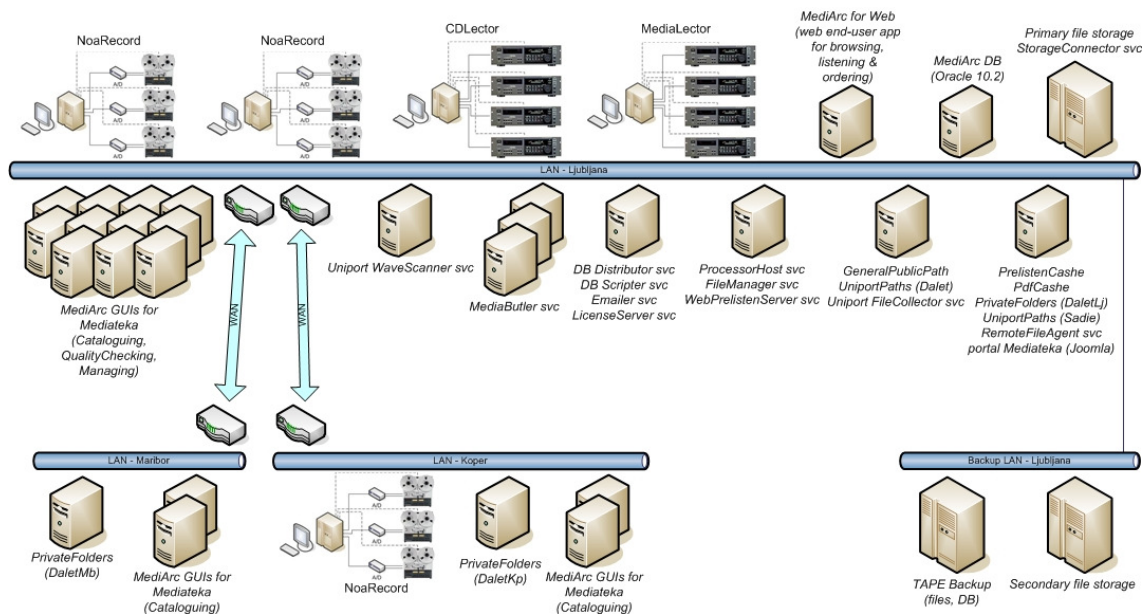 NoaRecord
A/D
A/D
A/D
NoaRecord
A/D
A/D
A/D
CDLector
MediaLector
MediArc for Web
(web end-user app
for browsing,
listening &
ordering)
MediArc DB
(Oracle 10.2)
Primary file storage
StorageConnector svc
LAN - Ljubljana
MediArc GUIs for
Mediateka
(Cataloguing,
QualityChecking,
Managing)
WAN
WAN
Uniport WaveScanner svc
MediaButler svc
DB Distributor svc
DB Scripter svc
Emailer svc
LicenseServer svc
ProcessorHost svc
FileManager svc
WebPrelistenServer svc
GeneralPublicPath
UniportPaths (Dalet)
Uniport FileCollector svc
PrelistenCashe
PdfCashe
PrivateFolders (DaletLj)
UniportPaths (Sadie)
RemoteFileAgent svc
portal Mediateka (Joomla)
LAN - Maribor
PrivateFolders
(DaletMb)
MediArc GUIs for
Mediateka
(Cataloguing)
LAN - Koper
A/D
A/D
A/D
NoaRecord
PrivateFolders
(DaletKp)
MediArc GUIs for
Mediateka
(Cataloguing)
Backup LAN - Ljubljana
TAPE Backup
(files, DB)
Secondary file storage